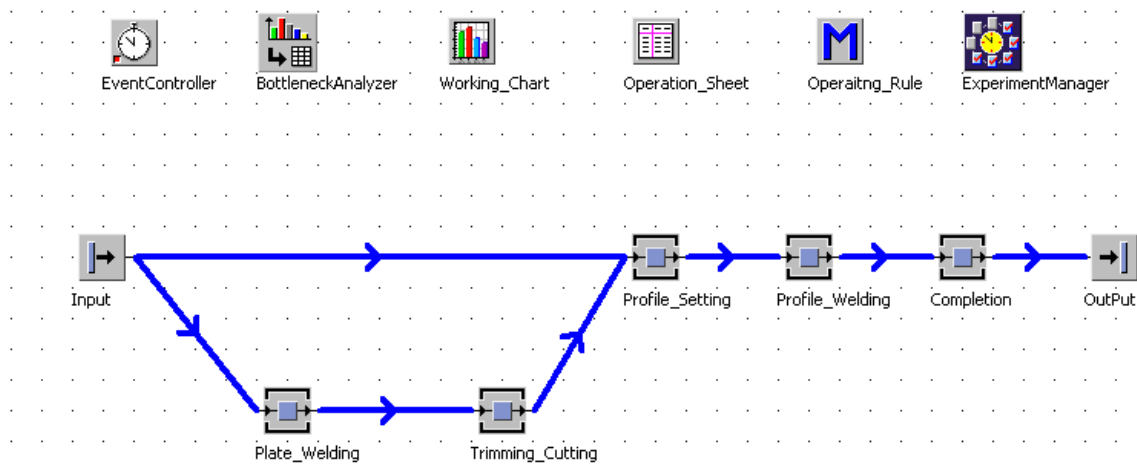 EventController
BottleneckAnalyzer
Working_Chart
Operation_Sheet
Operaitng_Rule
ExperimentManager
Input
Profile_Setting
Profile_Welding
Completion
OutPut
Plate_Welding
Trimming_Cutting